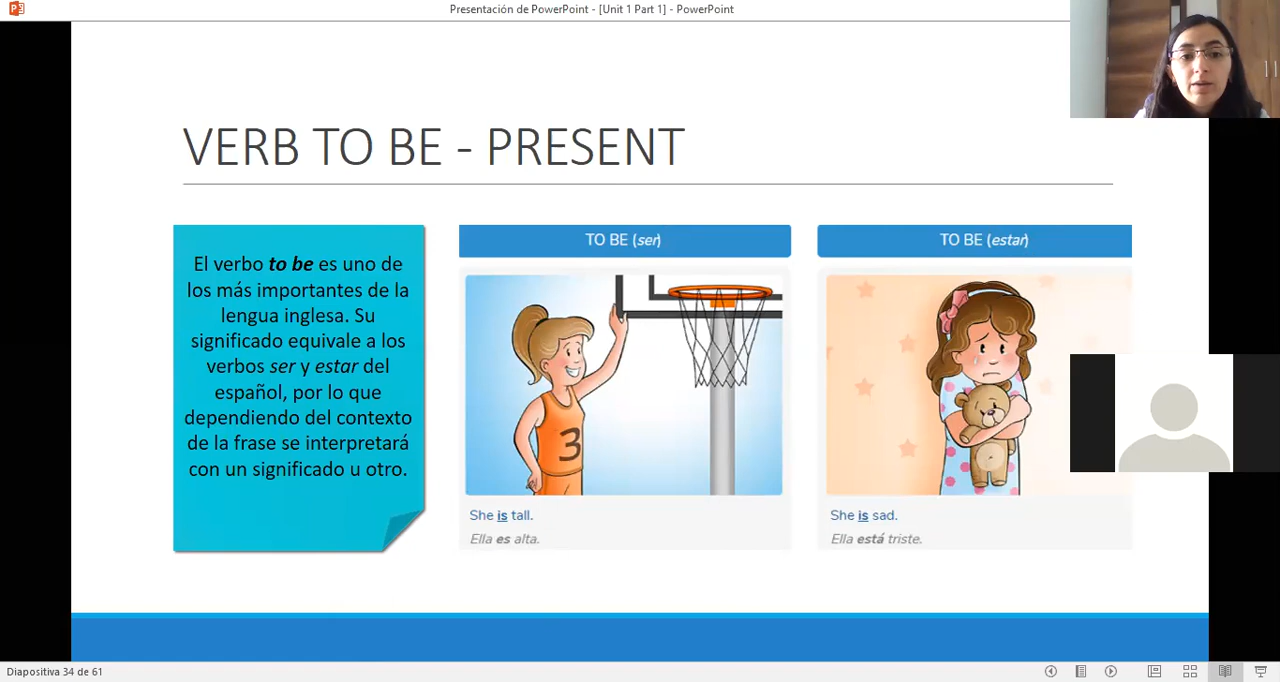 Presentación de PowerPoint - [Unit 1 Part 1] - PowerPoint
VERB TO BE - PRESENT
El verbo to be es uno de
los más importantes de la
lengua inglesa. Su
significado equivale a los
verbos ser y estar del
español, por lo que
dependiendo del contexto
de la frase se interpretará
con un significado u otro.
TO BE (ser)
3
She is tall.
Ella es alta.
TO BE (estar)
She is sad.
Ella está triste.
Diapositiva 34 de 61